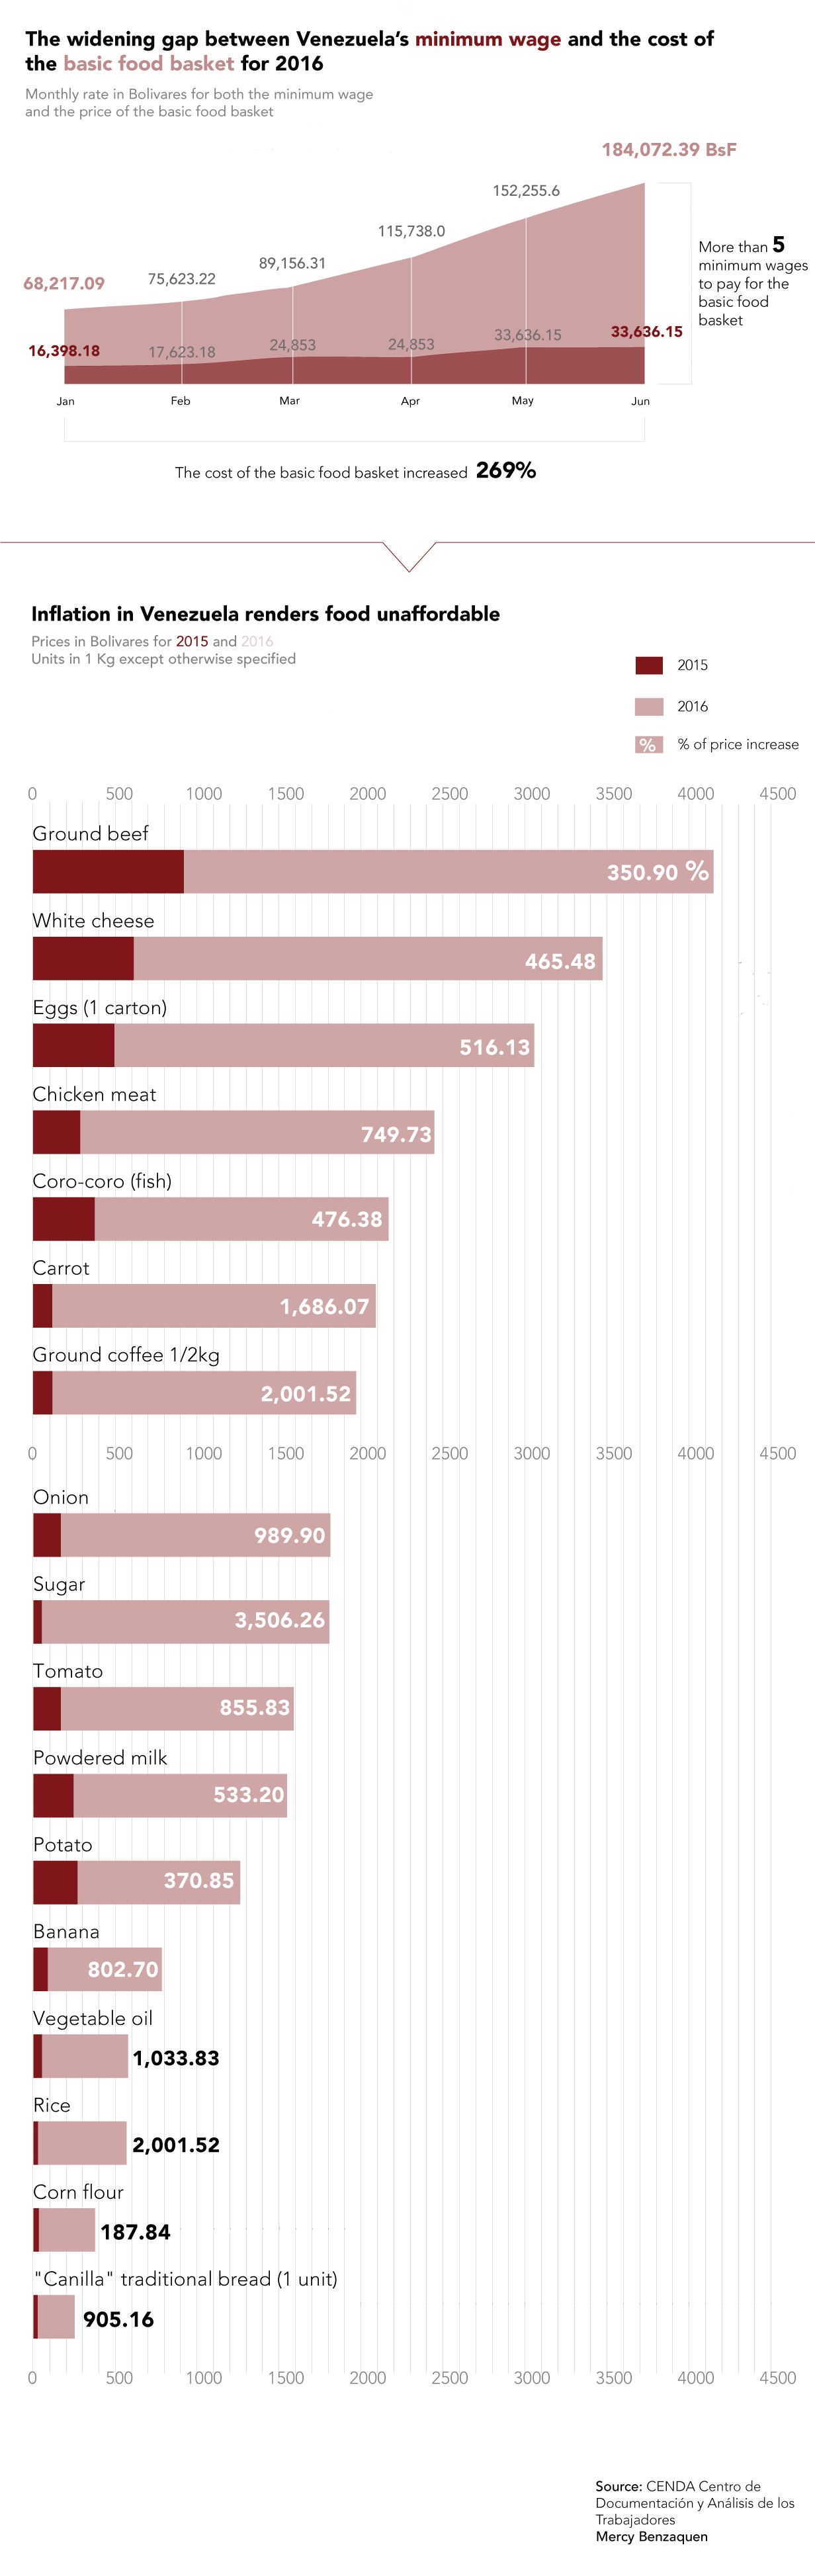 The widening gap between Venezuela's minimum wage and the cost of
the basic food basket for 2016
Monthly rate in Bolivares for both the minimum wage
and the price of the basic food basket
184,072.39 BsF
152,255.6
115,738.0
89,156.31
75,623.22
68,217.09
More than 5
minimum wages
to pay for the
basic food
basket
16,398.18
17,623.18
24,853
24,853
33,636.15
33,636.15
Jan Feb Mar Apr May Jun
The cost of the basic food basket increased 269%
Inflation in Venezuela renders food unaffordable
Prices in Bolivares for 2015 and 2016
Units in 1 Kg except otherwise specified
2015
2016
% % of price increase
0 500 1000 1500 2000 2500 3000 3500 4000 4500
Ground beef
350.90 %
White cheese
465.48
Eggs (1 carton)
516.13
Chicken meat
749.73
Coro-coro (fish)
476.38
Carrot
1,686.07
Ground coffee 1/2kg
2,001.52
0 500 1000 1500 2000 2500 3000 3500 4000 4500
Onion
989.90
Sugar
3,506.26
Tomato
855.83
Powdered milk
533.20
Potato
370.85
Banana
802.70
Vegetable oil
1,033.83
Rice
2,001.52
Corn flour
187.84
"Canilla" traditional bread (1 unit)
905.16
0 500 1000 1500 2000 2500 3000 3500 4000 4500
Source: CENDA Centro de
Documentación y Análisis de los
Trabajadores
Mercy Benzaquen